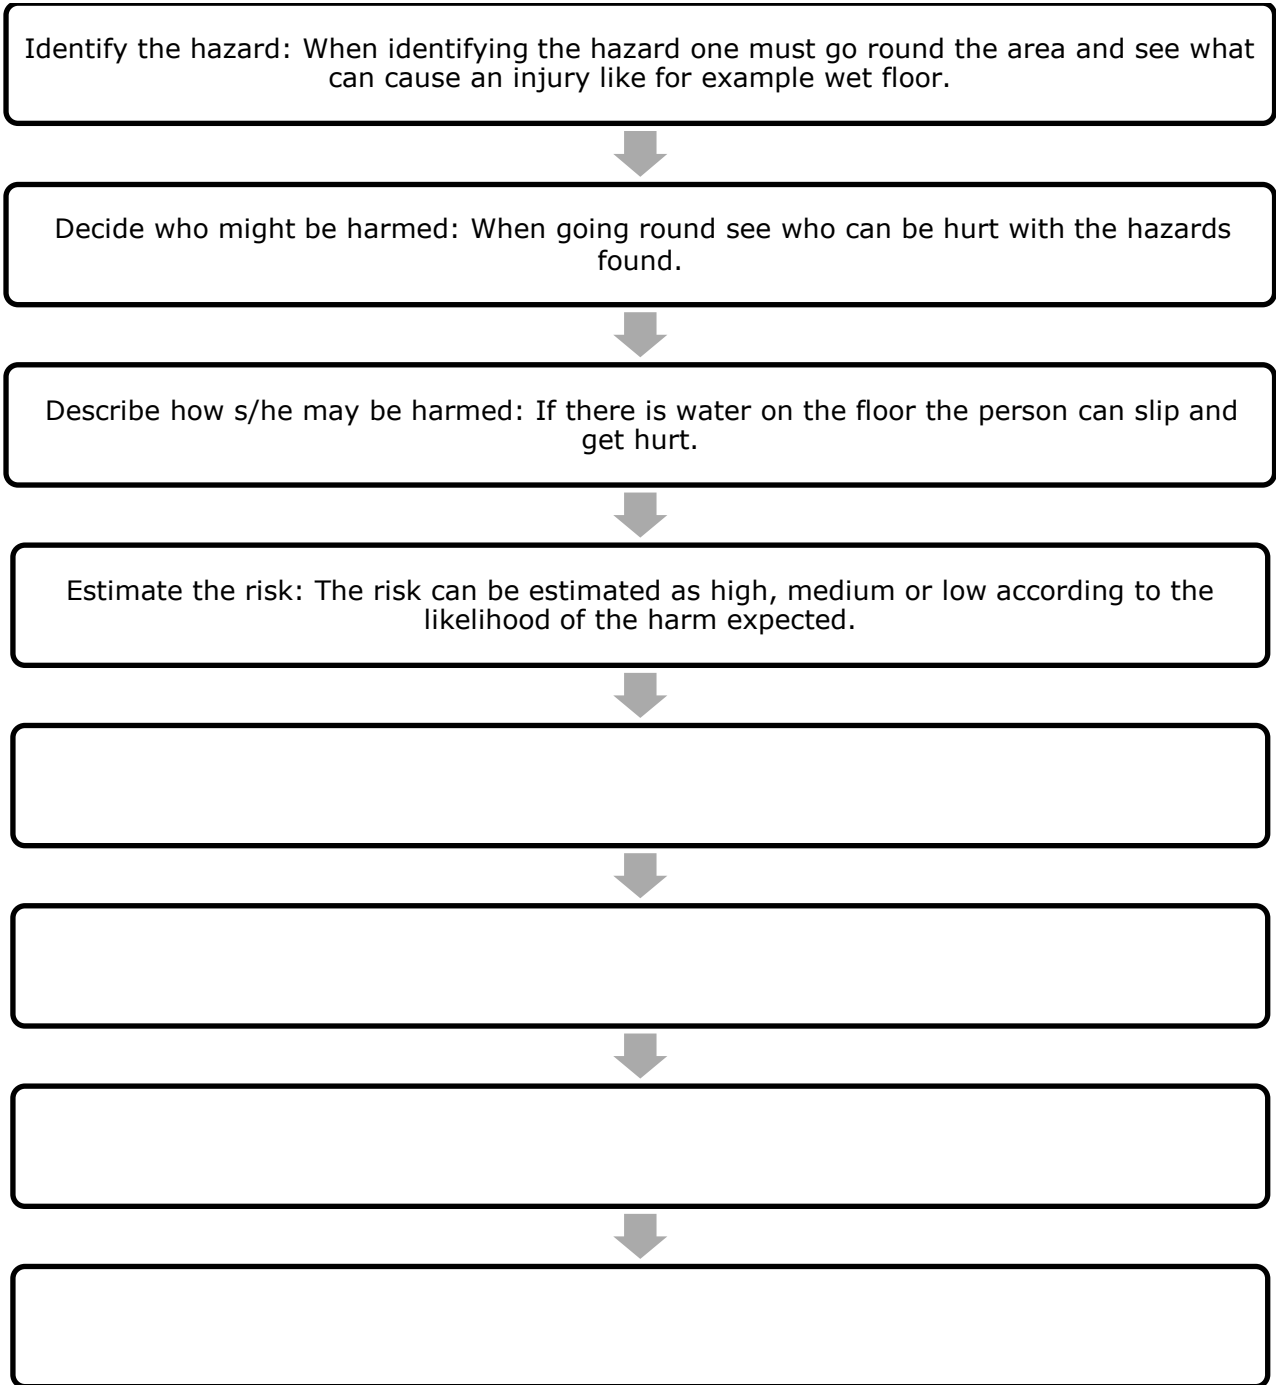 Identify the hazard: When identifying the hazard one must go round the area and see what
can cause an injury like for example wet floor.
Decide who might be harmed: When going round see who can be hurt with the hazards
found.
Describe how s/he may be harmed: If there is water on the floor the person can slip and
get hurt.
Estimate the risk: The risk can be estimated as high, medium or low according to the
likelihood of the harm expected.